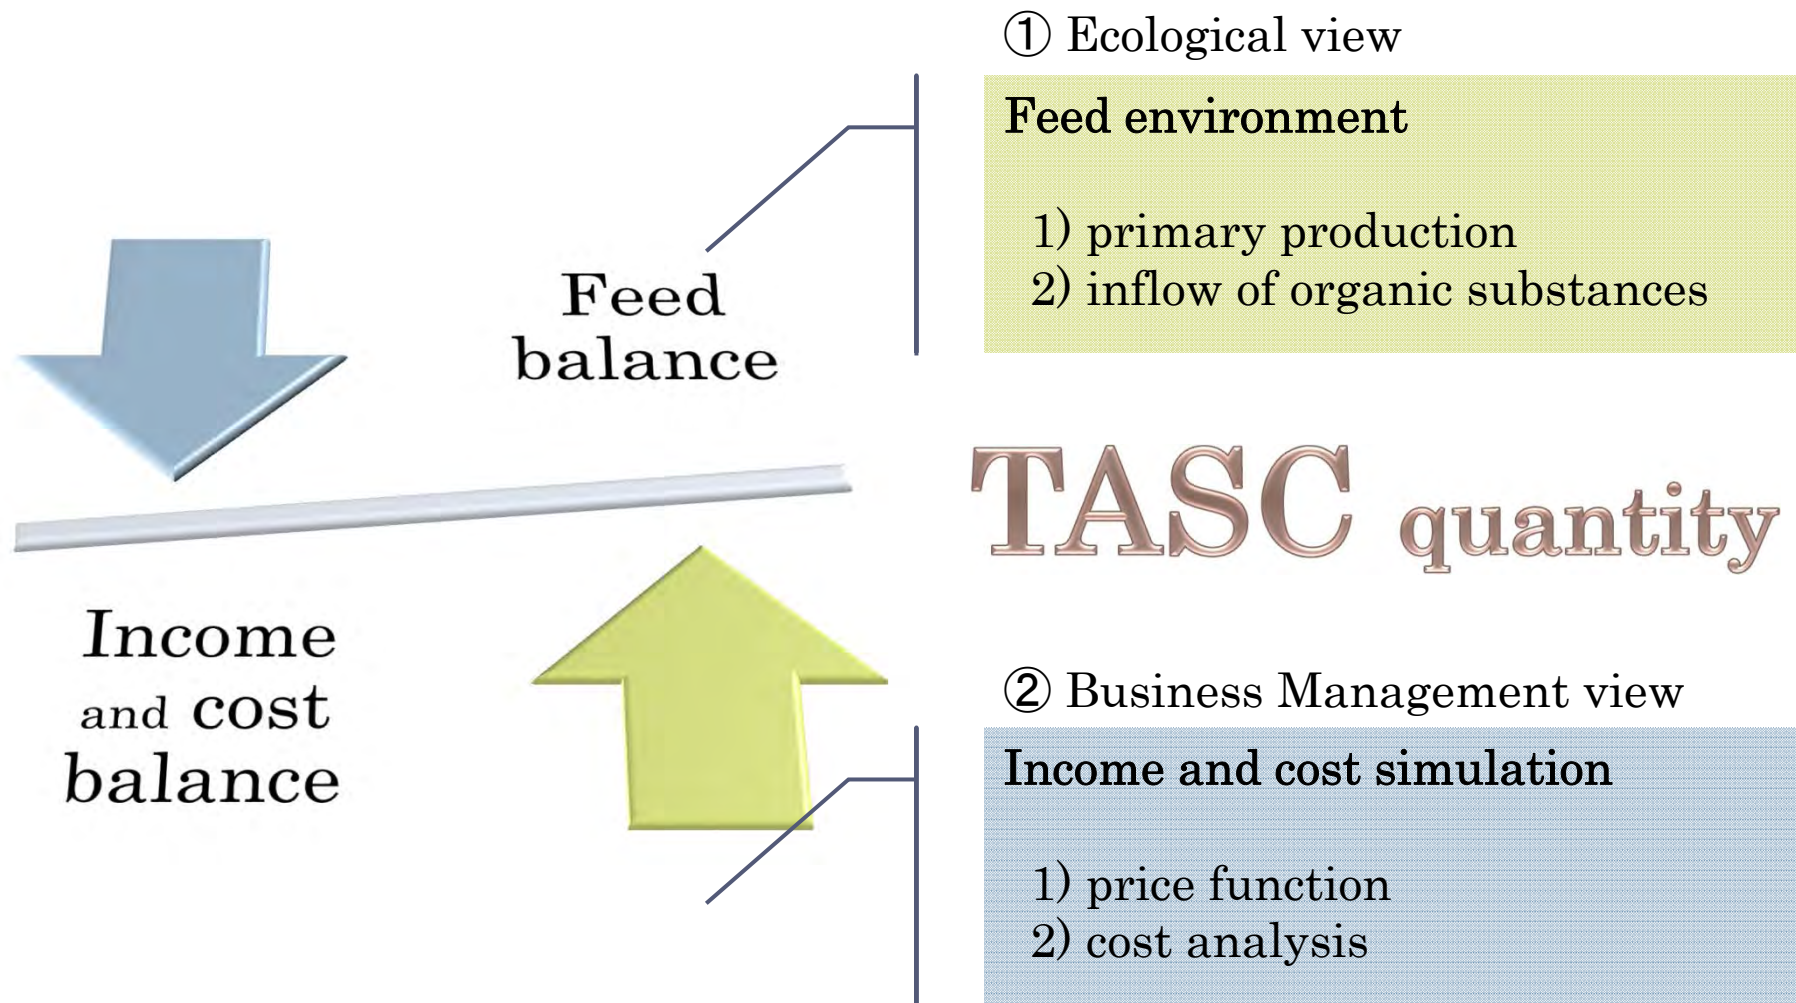 ① Ecological view
Feed environment
1) primary production
2) inflow of organic substances
Feed
balance
TASC quantity
Income
and cost
balance
② Business Management view
Income and cost simulation
1) price function
2) cost analysis